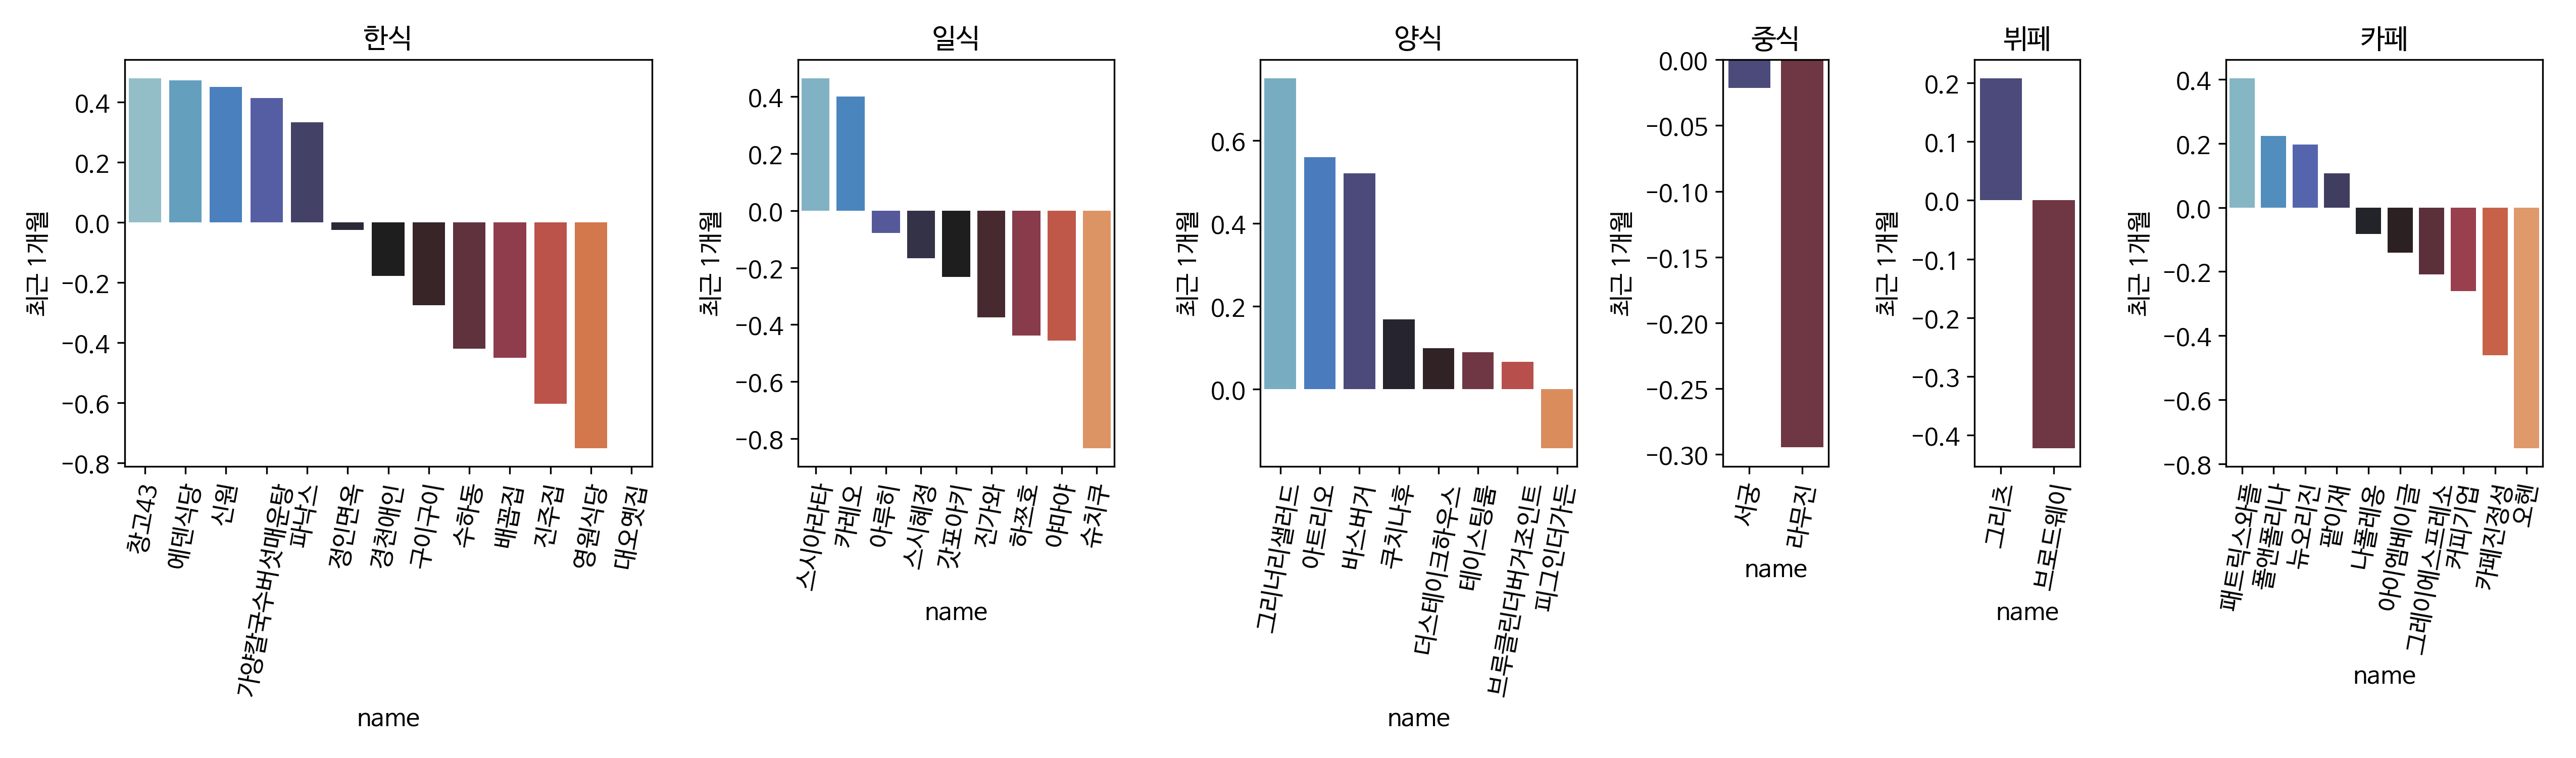 한식
최근 1개월
0.4
0.2
0.0
−0.2
−0.4
−0.6
−0.8
창고43
에덴식당
신원
가양칼국수버섯매운탕
파낙스
정인면옥
경천애인
구이구이
수하동
배꼽집
진주집
영원식당
대오옛집
name
일식
최근 1개월
0.4
0.2
0.0
−0.2
−0.4
−0.6
−0.8
스시아라타
카레오
아루히
스시혜정
갓포아키
진가와
하쯔호
야마야
슈치쿠
name
양식
최근 1개월
0.6
0.4
0.2
0.0
그리너리샐러드
아트리오
바스버거
쿠치나후
더스테이크하우스
테이스팅룸
브루클린더버거조인트
피그인더가든
name
중식
최근 1개월
0.00
−0.05
−0.10
−0.15
−0.20
−0.25
−0.30
서궁
라무진
name
뷔페
최근 1개월
0.2
0.1
0.0
−0.1
−0.2
−0.3
−0.4
그리츠
브로드웨이
name
카페
최근 1개월
0.4
0.2
0.0
−0.2
−0.4
−0.6
−0.8
패트릭스와플
폴앤폴리나
뉴오리진
팥이재
나폴레옹
아이엠베이글
그레이에스프레소
커피기업
카페진정성
오헨
name